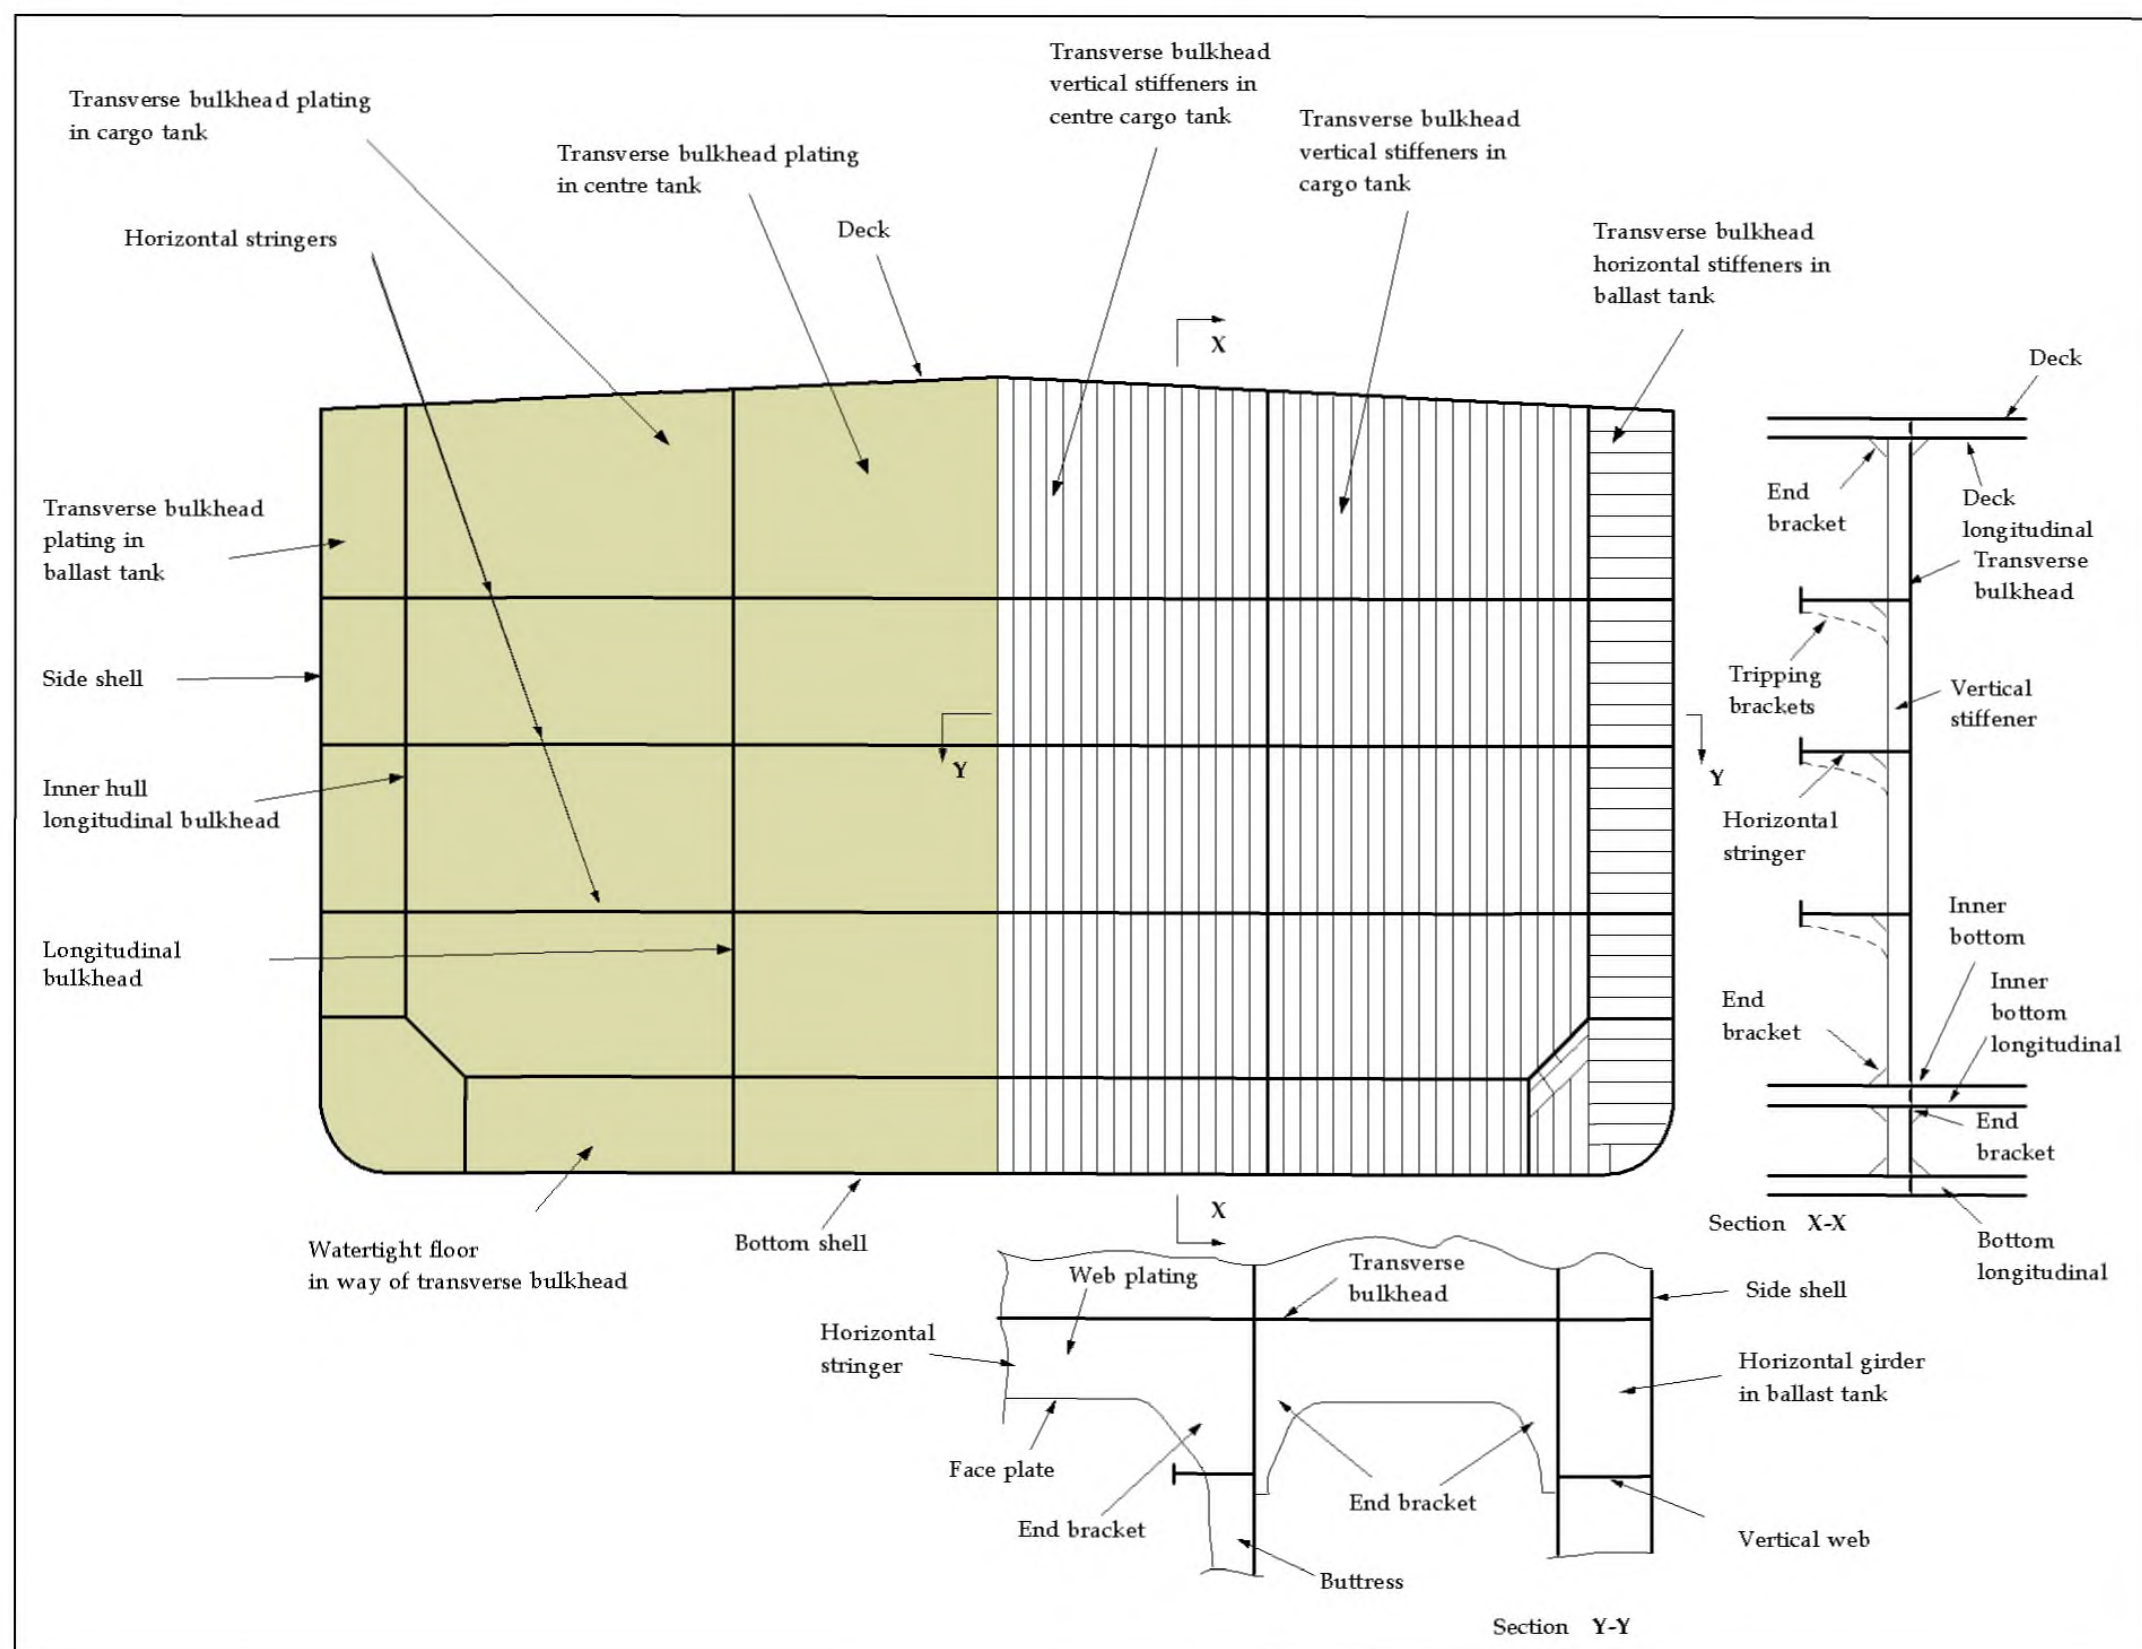 Transverse bulkhead
vertical stiffeners in
centre cargo tank
Transverse bulkhead plating
in cargo tank
Transverse bulkhead
vertical stiffeners in
cargo tank
Transverse bulkhead plating
in centre tank
Horizontal stringers
Deck
Transverse bulkhead
horizontal stiffeners in
ballast tank
X
Deck
End
bracket
Deck
longitudinal
Transverse bulkhead
plating in
ballast tank
Transverse
bulkhead
Side shell
Tripping
brackets
Vertical
stiffener
Y
Y
Inner hull
longitudinal bulkhead
Horizontal
stringer
Longitudinal
bulkhead
Inner
bottom
Inner
bottom
longitudinal
End
bracket
End
bracket
X
Section X-X
Watertight floor
in way of transverse bulkhead
Bottom shell
Bottom
longitudinal
Web plating
Transverse
bulkhead
Side shell
Horizontal
stringer
Horizontal girder
in ballast tank
Face plate
End bracket
End bracket
Vertical web
Buttress
Section Y-Y